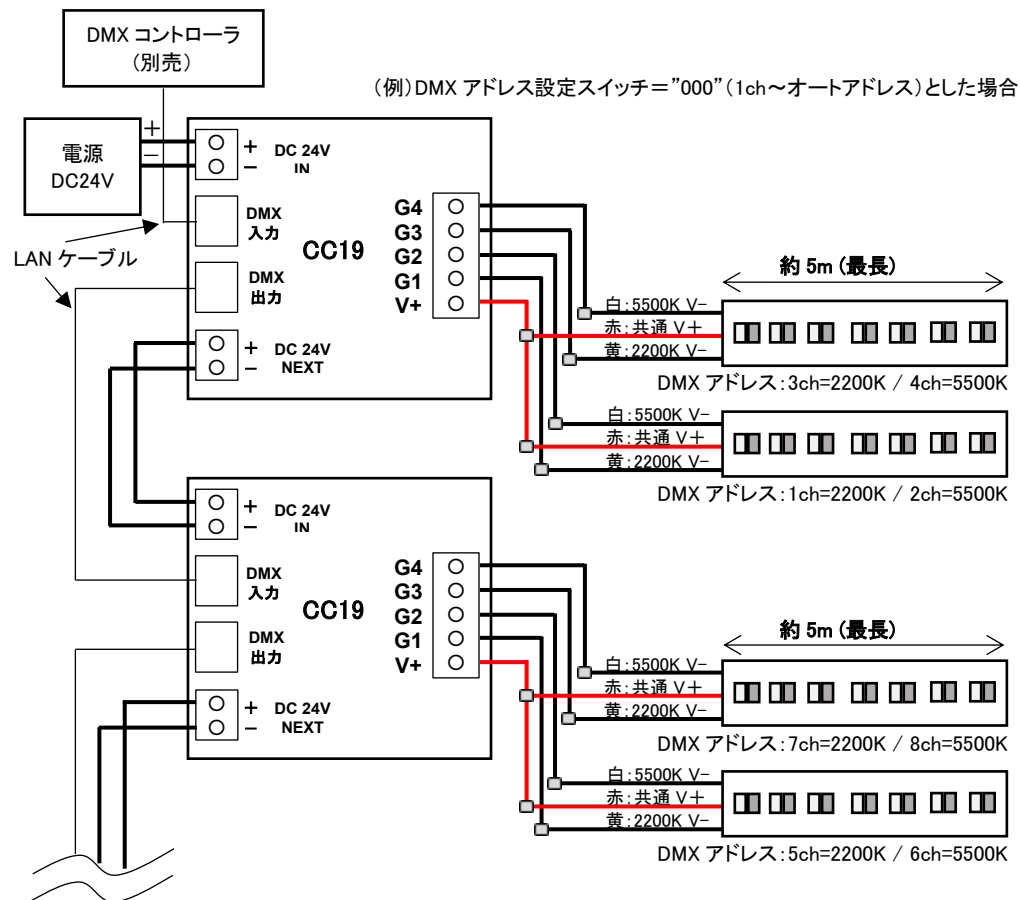 DMX コントローラ
(別売)
(例)DMX アドレス設定スイッチ=”000”(1ch～オートアドレス)とした場合
電源
DC24V
+
−
+ DC 24V
− IN
DMX
入力
CC19
DMX
出力
+ DC 24V
− NEXT
G4
G3
G2
G1
V+
LAN ケーブル
約 5m (最長)
白:5500K V-
赤:共通 V+
黄:2200K V-
DMX アドレス:3ch=2200K / 4ch=5500K
白:5500K V-
赤:共通 V+
黄:2200K V-
DMX アドレス:1ch=2200K / 2ch=5500K
+ DC 24V
− IN
DMX
入力
CC19
DMX
出力
+ DC 24V
− NEXT
G4
G3
G2
G1
V+
約 5m (最長)
白:5500K V-
赤:共通 V+
黄:2200K V-
DMX アドレス:7ch=2200K / 8ch=5500K
白:5500K V-
赤:共通 V+
黄:2200K V-
DMX アドレス:5ch=2200K / 6ch=5500K